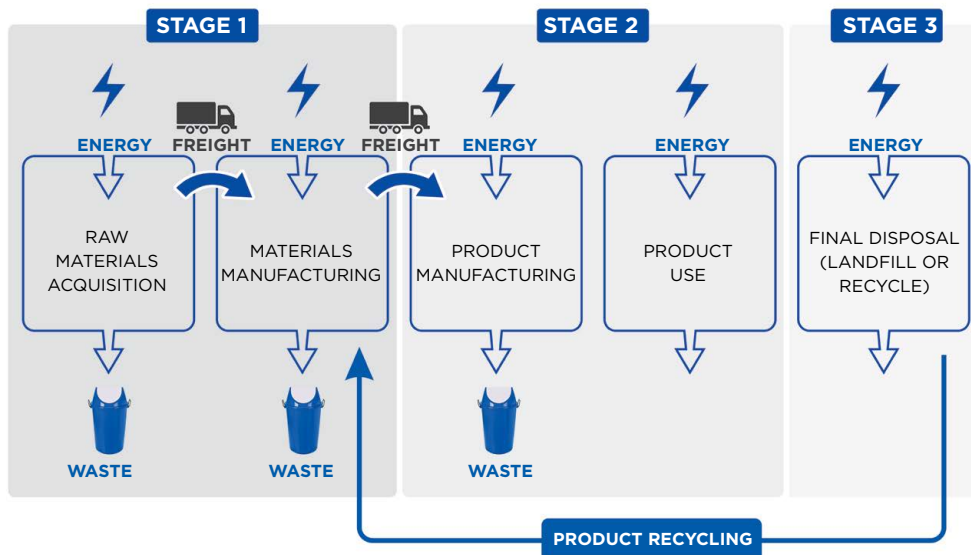 STAGE 1
STAGE 2
STAGE 3
ENERGY
FREIGHT
ENERGY
FREIGHT
ENERGY
ENERGY
ENERGY
RAW
MATERIALS
ACQUISITION
MATERIALS
MANUFACTURING
PRODUCT
MANUFACTURING
PRODUCT
USE
FINAL DISPOSAL
(LANDFILL OR
RECYCLE)
WASTE
WASTE
WASTE
PRODUCT RECYCLING